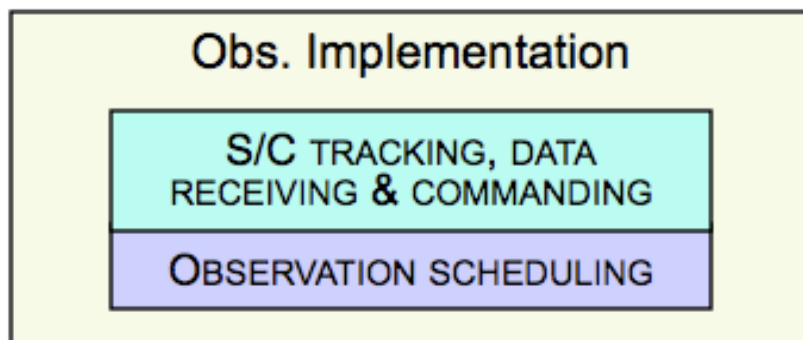 Obs. Implementation
S/C TRACKING, DATA
RECEIVING & COMMANDING
OBSERVATION SCHEDULING